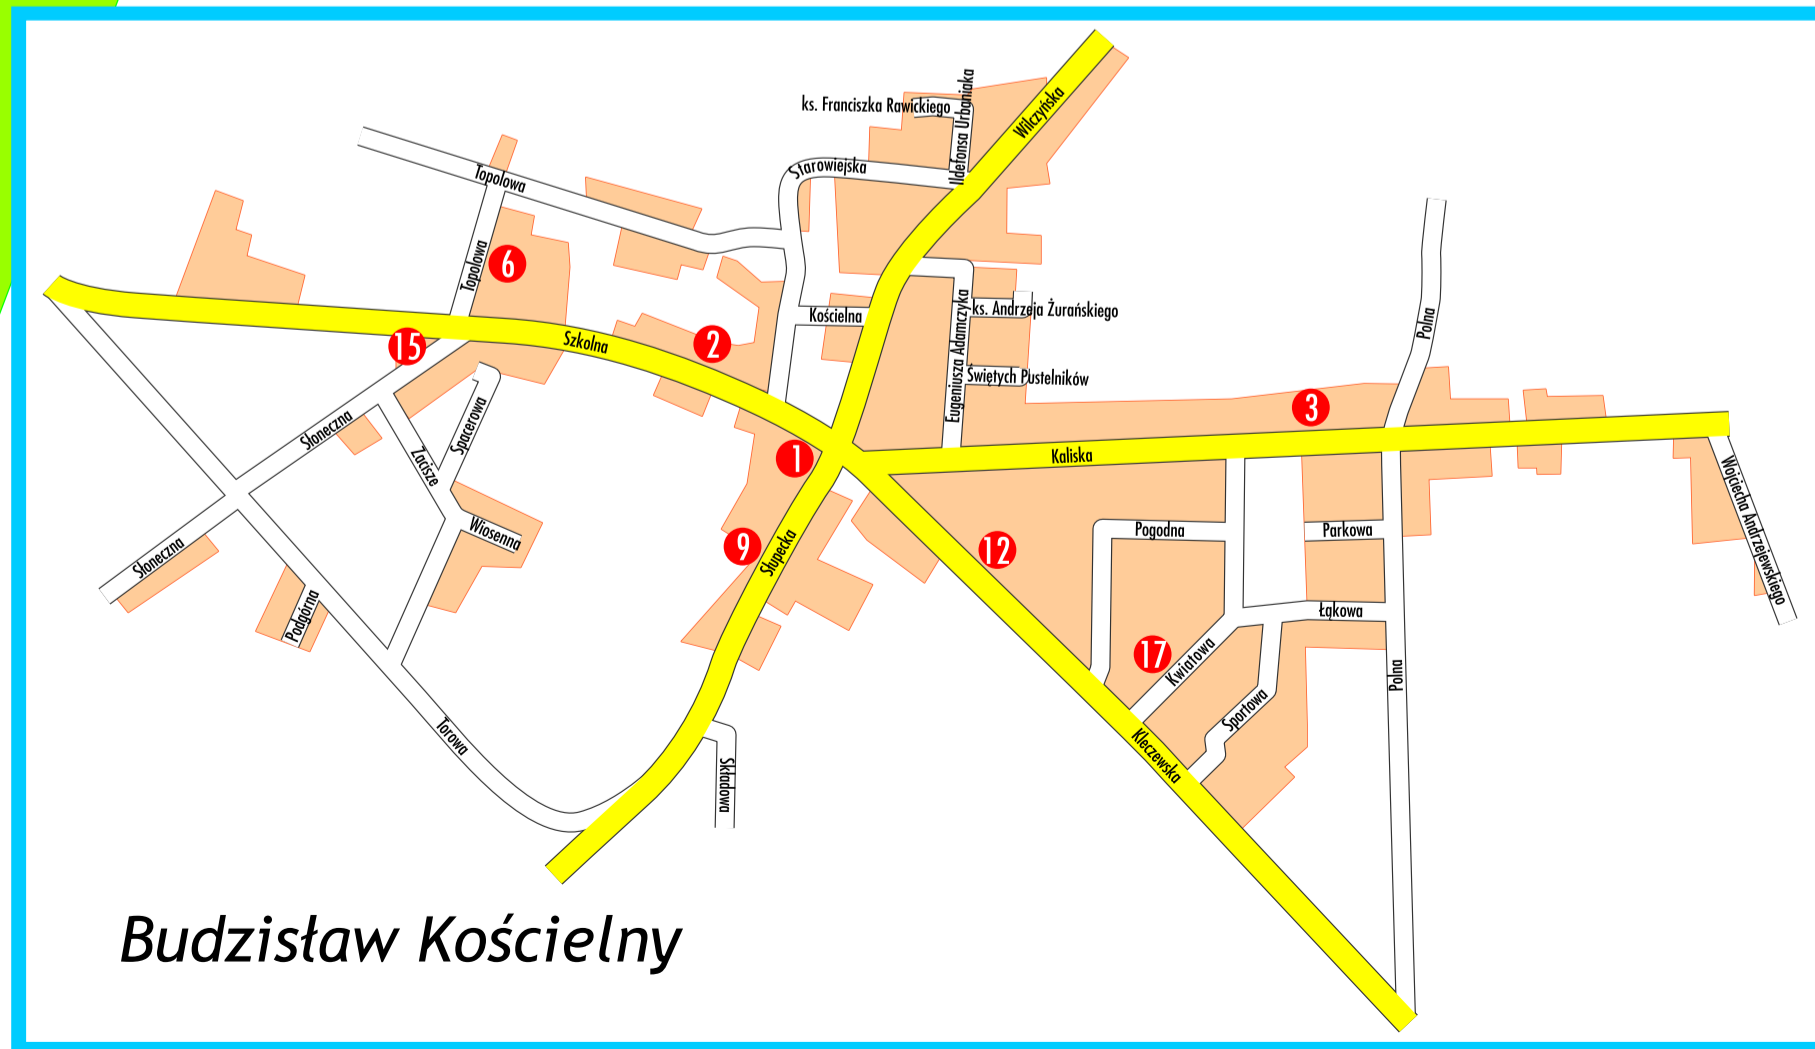 ks. Franciszka Rawickiego
Ildefonsa Urbaniaka
Wilczyńska
Starowiejska
Topolowa
Topolowa
6
Kościelna
ks. Andrzeja Żurańskiego
Eugeniusza Adamczyka
Świętych Pustelników
Polna
15
Szkolna
2
3
Słoneczna
Zacisze
Spacerowa
1
Kaliska
Wojciecha Andrzejewskiego
Wiosenna
9
Słupecka
12
Pogodna
Parkowa
Słoneczna
Podgórna
Łąkowa
17
Kwiatowa
Polna
Sportowa
Torowa
Kleczewska
Składowa
Budzisław Kościelny